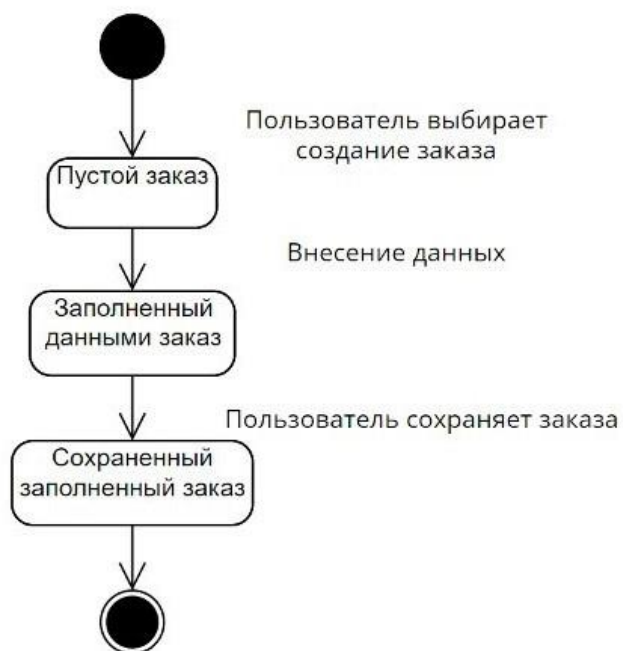 Пользователь выбирает
создание заказа
Пустой заказ
Внесение данных
Заполненный
данными заказ
Пользователь сохраняет заказа
Сохраненный
заполненный заказ